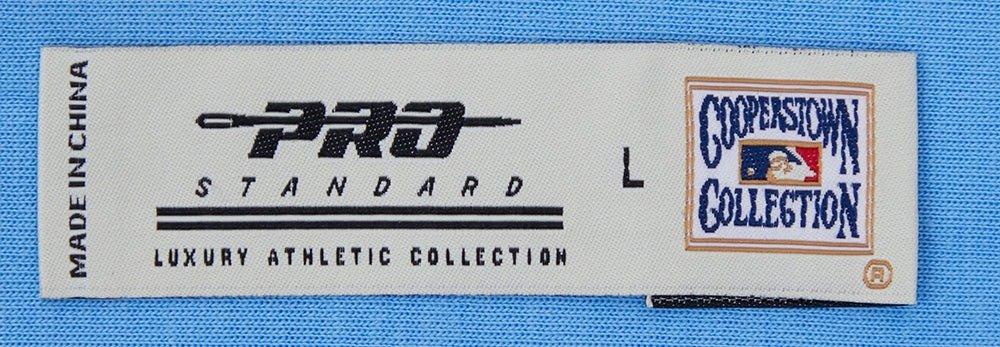 MADE IN CHINA
PRO
STANDARD
LUXURY ATHLETIC COLLECTION
L
COOPERSTOWN
COLLECTION
®